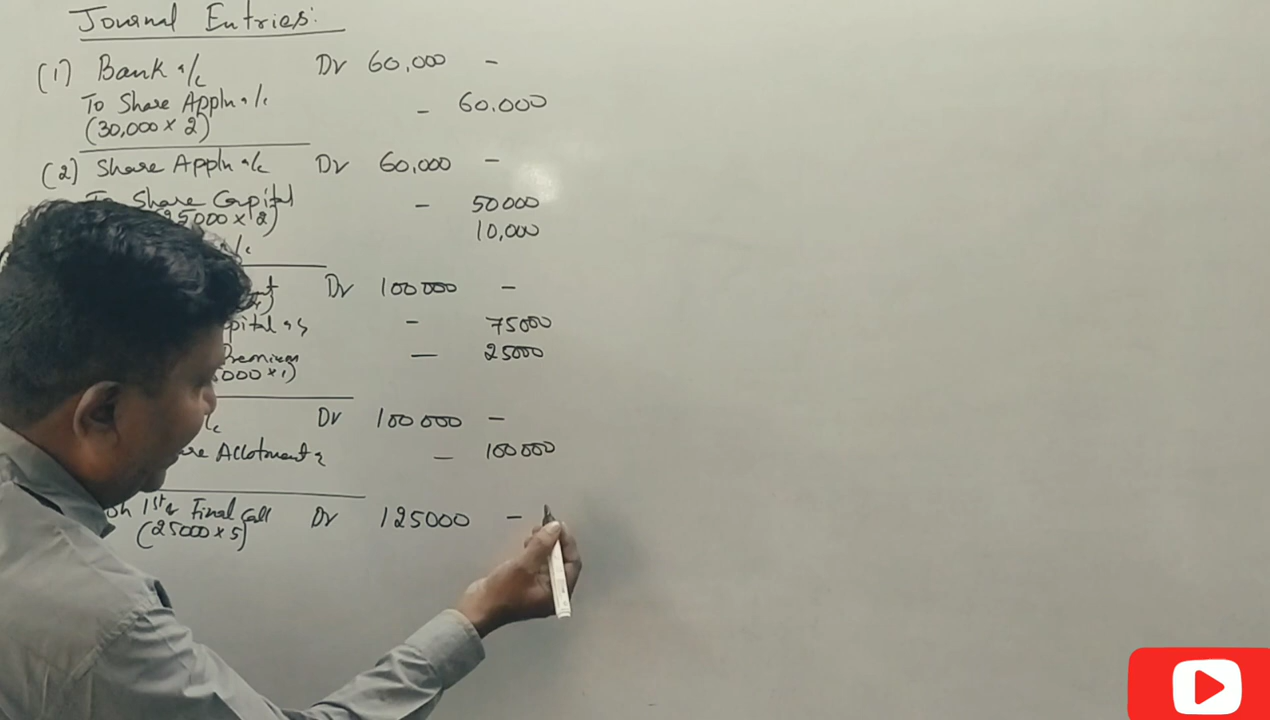 Journal Entries:
(1) Bank a/c Dr 60,000 -
To Share Appln a/c - 60,000
(30,000 x 2)
(2) Share Appln a/c Dr 60,000 -
To Share Capital - 50000
25000 x 2) 10,000
/c
Dr 100000 -
pital a/c - 75000
Premium - 25000
000 x 1)
Dr 100000 -
re Allotment - 100000
on 1st & Final Call Dr 125000 -
(25000 x 5)